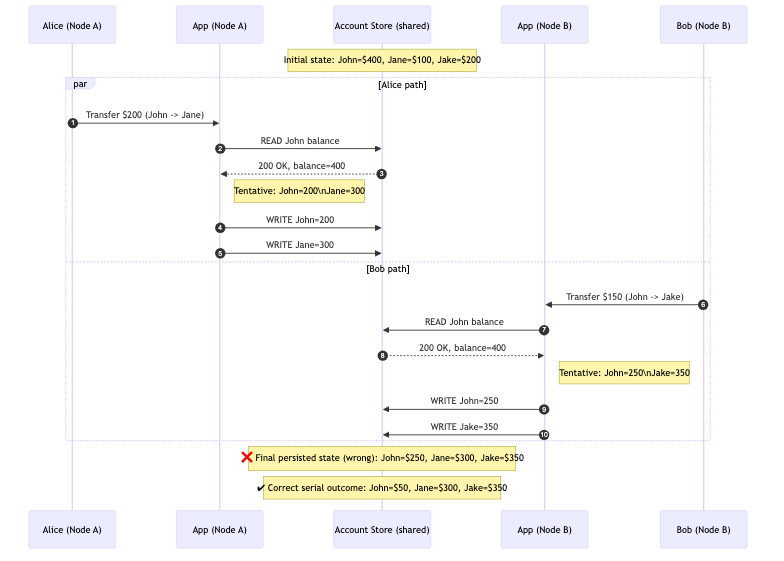 Alice (Node A)
App (Node A)
Account Store (shared)
App (Node B)
Bob (Node B)
Initial state: John=$400, Jane=$100, Jake=$200
par
[Alice path]
1
Transfer $200 (John -> Jane)
2
READ John balance
3
200 OK, balance=400
Tentative: John=200\nJane=300
4
WRITE John=200
5
WRITE Jane=300
[Bob path]
6
Transfer $150 (John -> Jake)
7
READ John balance
8
200 OK, balance=400
Tentative: John=250\nJake=350
9
WRITE John=250
10
WRITE Jake=350
❌ Final persisted state (wrong): John=$250, Jane=$300, Jake=$350
✔ Correct serial outcome: John=$50, Jane=$300, Jake=$350
Alice (Node A)
App (Node A)
Account Store (shared)
App (Node B)
Bob (Node B)